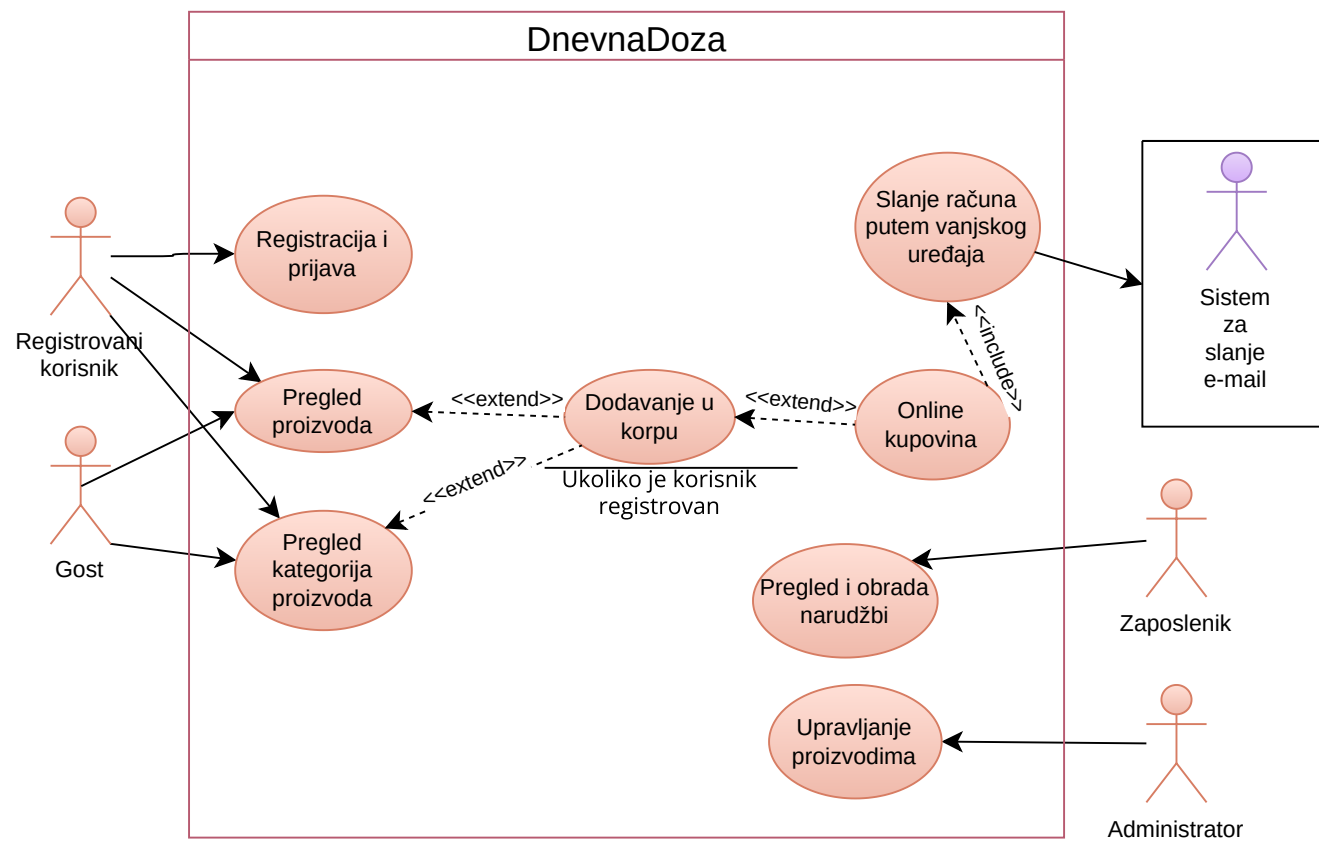 DnevnaDoza
Registrovani
korisnik
Gost
Registracija i
prijava
Pregled
proizvoda
Pregled
kategorija
proizvoda
<<extend>>
<<extend>>
Dodavanje u
korpu
Ukoliko je korisnik
registrovan
<<extend>>
Online
kupovina
<<include>>
Slanje računa
putem vanjskog
uređaja
Sistem
za
slanje
e-mail
Pregled i obrada
narudžbi
Zaposlenik
Upravljanje
proizvodima
Administrator